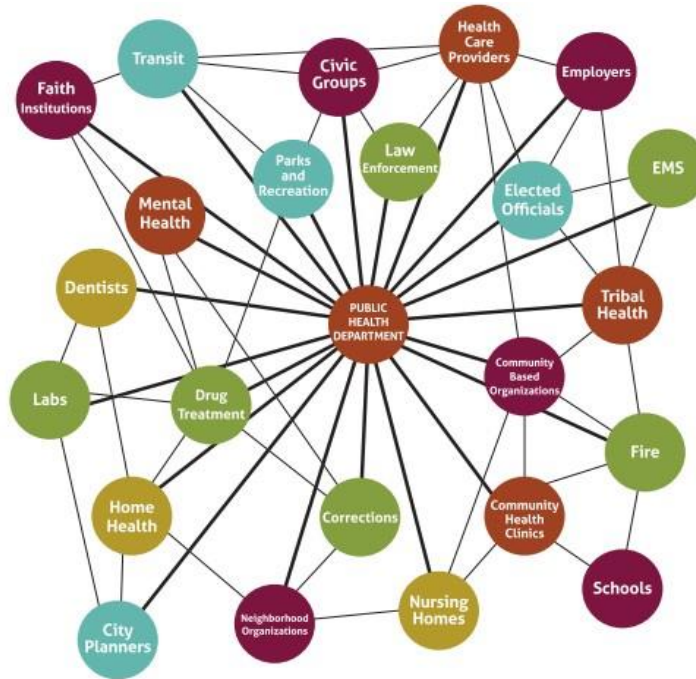 Transit
Civic
Groups
Health
Care
Providers
Employers
Faith
Institutions
Parks
and
Recreation
Law
Enforcement
EMS
Mental
Health
Elected
Officials
Dentists
PUBLIC
HEALTH
DEPARTMENT
Tribal
Health
Labs
Drug
Treatment
Community
Based
Organizations
Fire
Home
Health
Corrections
Community
Health
Clinics
Schools
City
Planners
Neighborhood
Organizations
Nursing
Homes